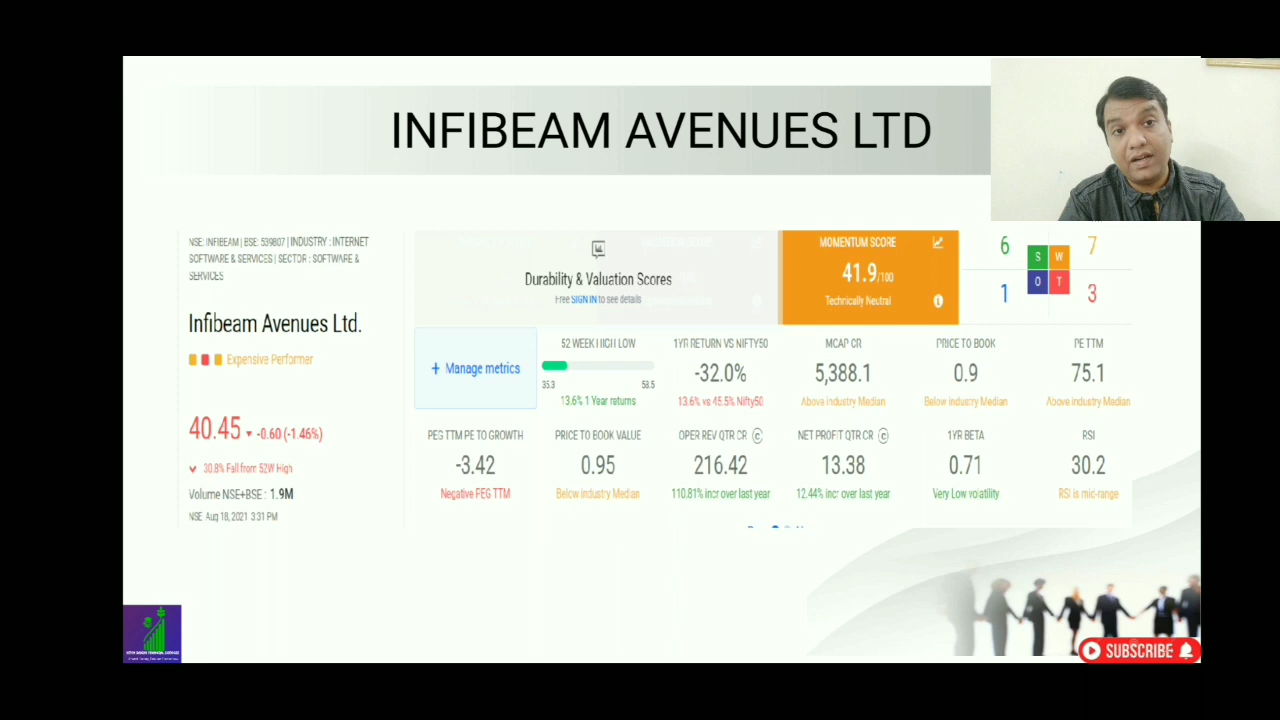 INFIBEAM AVENUES LTD
NSE: INFIBEAM | BSE: 539807 | INDUSTRY : INTERNET
SOFTWARE & SERVICES | SECTOR : SOFTWARE &
SERVICES
Infibeam Avenues Ltd.
Expensive Performer
40.45 -0.60 (-1.46%)
30.8% Fall from 52W High
Volume NSE+BSE : 1.9M
NSE Aug 18, 2021 3:31 PM
Durability & Valuation Scores
Free SIGN IN to see details
MOMENTUM SCORE
41.9/100
Technically Neutral
6 S W 7
1 O T 3
+ Manage metrics
52 WEEK HIGH LOW
35.3 58.5
13.6% 1 Year returns
1YR RETURN VS NIFTY50
-32.0%
13.6% vs 45.5% Nifty50
MCAP CR
5,388.1
Above industry Median
PRICE TO BOOK
0.9
Below industry Median
PE TTM
75.1
Above industry Median
PEG TTM PE TO GROWTH
-3.42
Negative PEG TTM
PRICE TO BOOK VALUE
0.95
Below industry Median
OPER REV QTR CR C
216.42
110.81% incr over last year
NET PROFIT QTR CR C
13.38
12.44% incr over last year
1YR BETA
0.71
Very Low volatility
RSI
30.2
RSI is mid-range
SUBSCRIBE